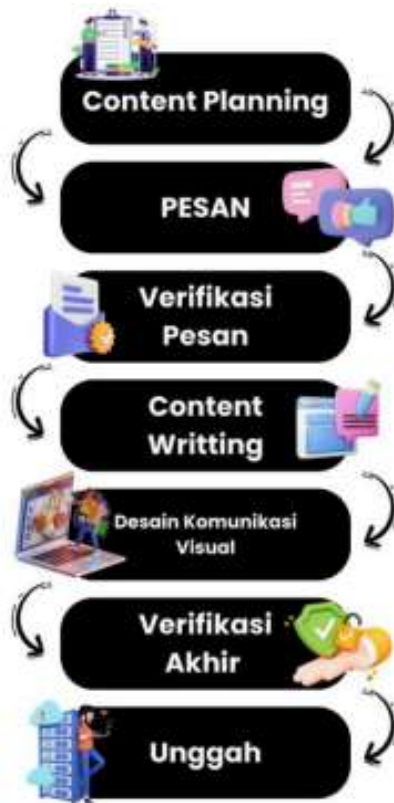 Content Planning
PESAN
Verifikasi
Pesan
Content
Writting
Desain Komunikasi
Visual
Verifikasi
Akhir
Unggah